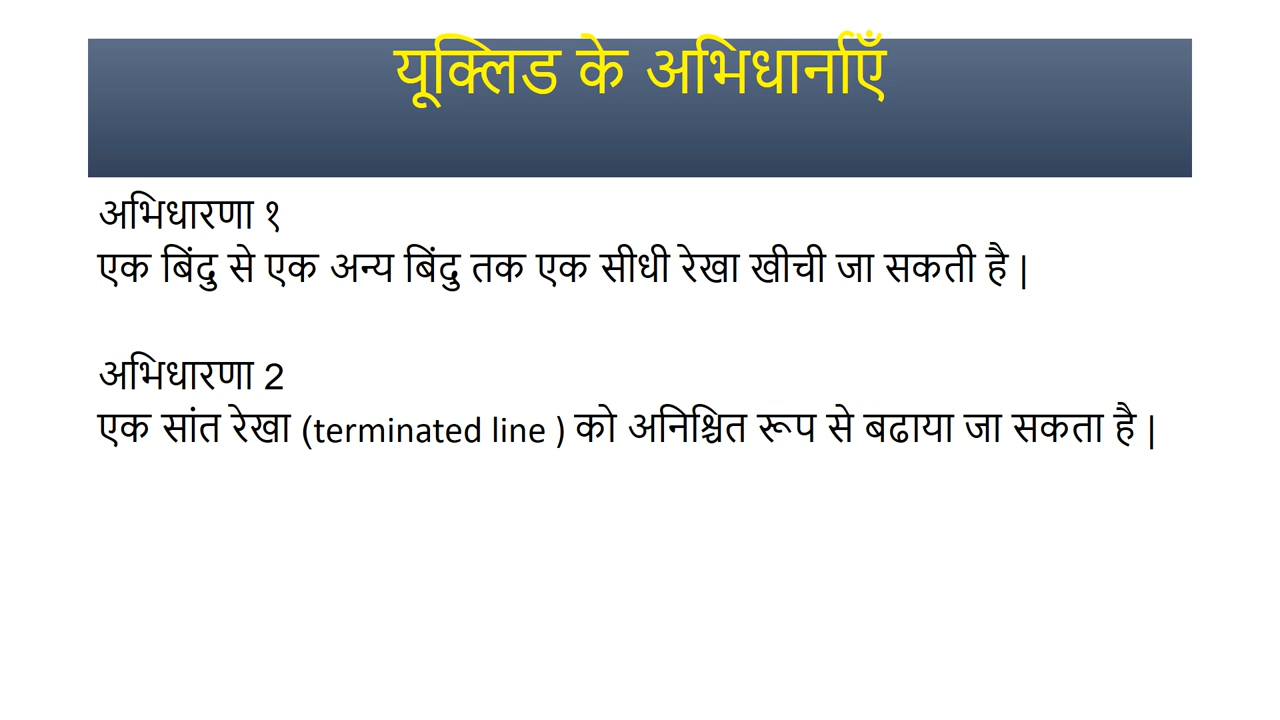 यूक्लिड के अभिधार्नाएँ
अभिधारणा १
एक बिंदु से एक अन्य बिंदु तक एक सीधी रेखा खीची जा सकती है |
अभिधारणा 2
एक सांत रेखा (terminated line ) को अनिश्चित रूप से बढाया जा सकता है |